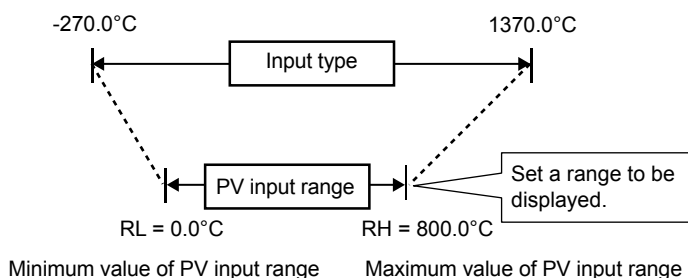 -270.0°C
1370.0°C
Input type
PV input range
Set a range to be
displayed.
RL = 0.0°C
RH = 800.0°C
Minimum value of PV input range
Maximum value of PV input range